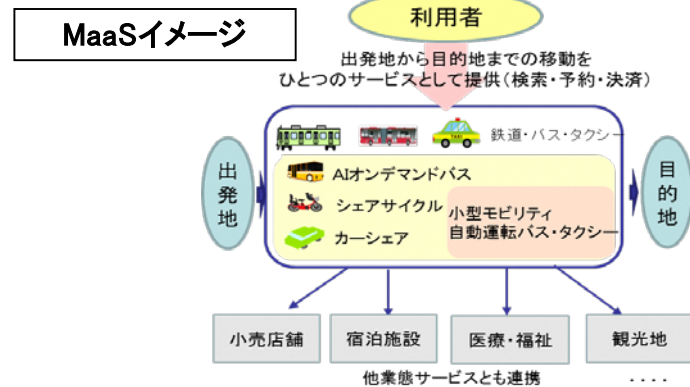 MaaSイメージ
利用者
出発地から目的地までの移動を
ひとつのサービスとして提供(検索・予約・決済)
鉄道・バス・タクシー
TAXI
出発地
AIオンデマンドバス
シェアサイクル
カーシェア
小型モビリティ
自動運転バス・タクシー
目的地
小売店舗
宿泊施設
医療・福祉
観光地
他業態サービスとも連携
・・・・